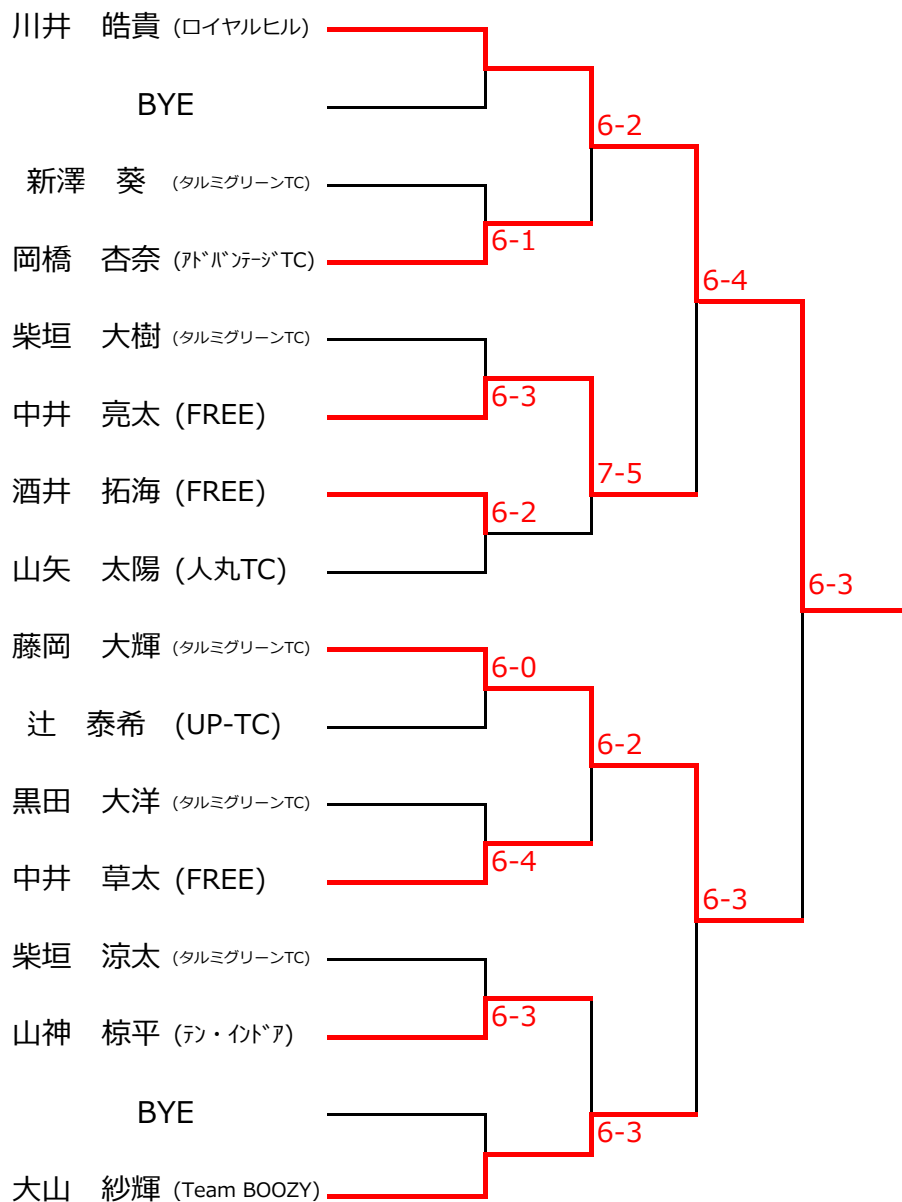 川井　皓貴 (ロイヤルヒル)
BYE
6-2
新澤　葵 (タルミグリーンTC)
6-1
岡橋　杏奈 (ｱﾄﾞﾊﾞﾝﾃｰｼﾞTC)
6-4
柴垣　大樹 (タルミグリーンTC)
6-3
中井　亮太 (FREE)
7-5
酒井　拓海 (FREE)
6-2
山矢　太陽 (人丸TC)
6-3
藤岡　大輝 (タルミグリーンTC)
6-0
辻　泰希 (UP-TC)
6-2
黒田　大洋 (タルミグリーンTC)
6-4
中井　草太 (FREE)
6-3
柴垣　涼太 (タルミグリーンTC)
6-3
山神　椋平 (ﾃﾝ・ｲﾝﾄﾞｱ)
BYE
6-3
大山　紗輝 (Team BOOZY)